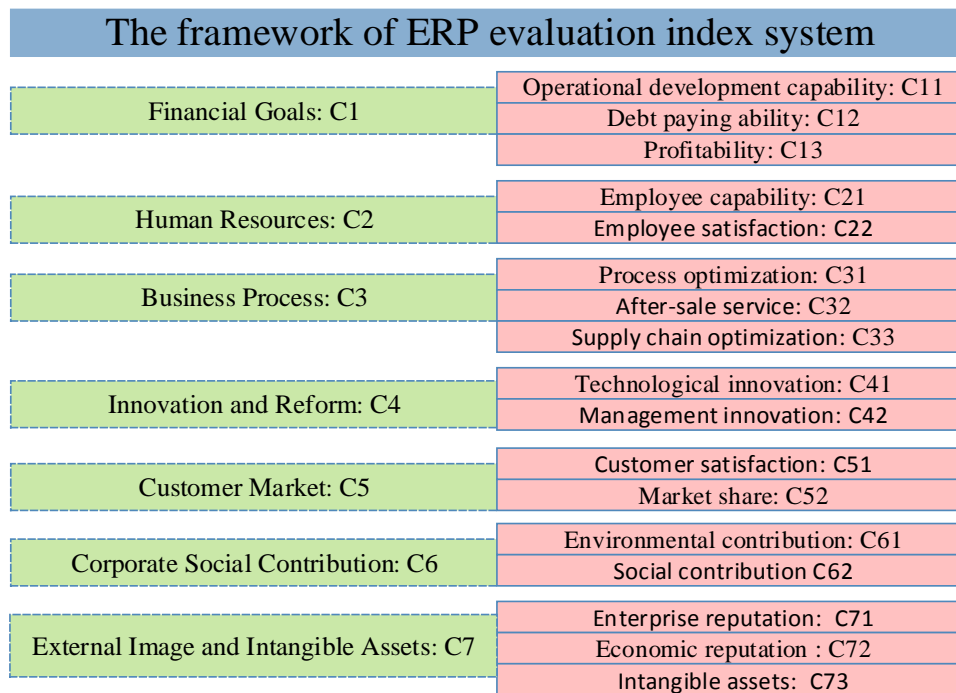 The framework of ERP evaluation index system
Financial Goals: C1
Operational development capability: C11
Debt paying ability: C12
Profitability: C13
Human Resources: C2
Employee capability: C21
Employee satisfaction: C22
Business Process: C3
Process optimization: C31
After-sale service: C32
Supply chain optimization: C33
Innovation and Reform: C4
Technological innovation: C41
Management innovation: C42
Customer Market: C5
Customer satisfaction: C51
Market share: C52
Corporate Social Contribution: C6
Environmental contribution: C61
Social contribution C62
External Image and Intangible Assets: C7
Enterprise reputation: C71
Economic reputation : C72
Intangible assets: C73